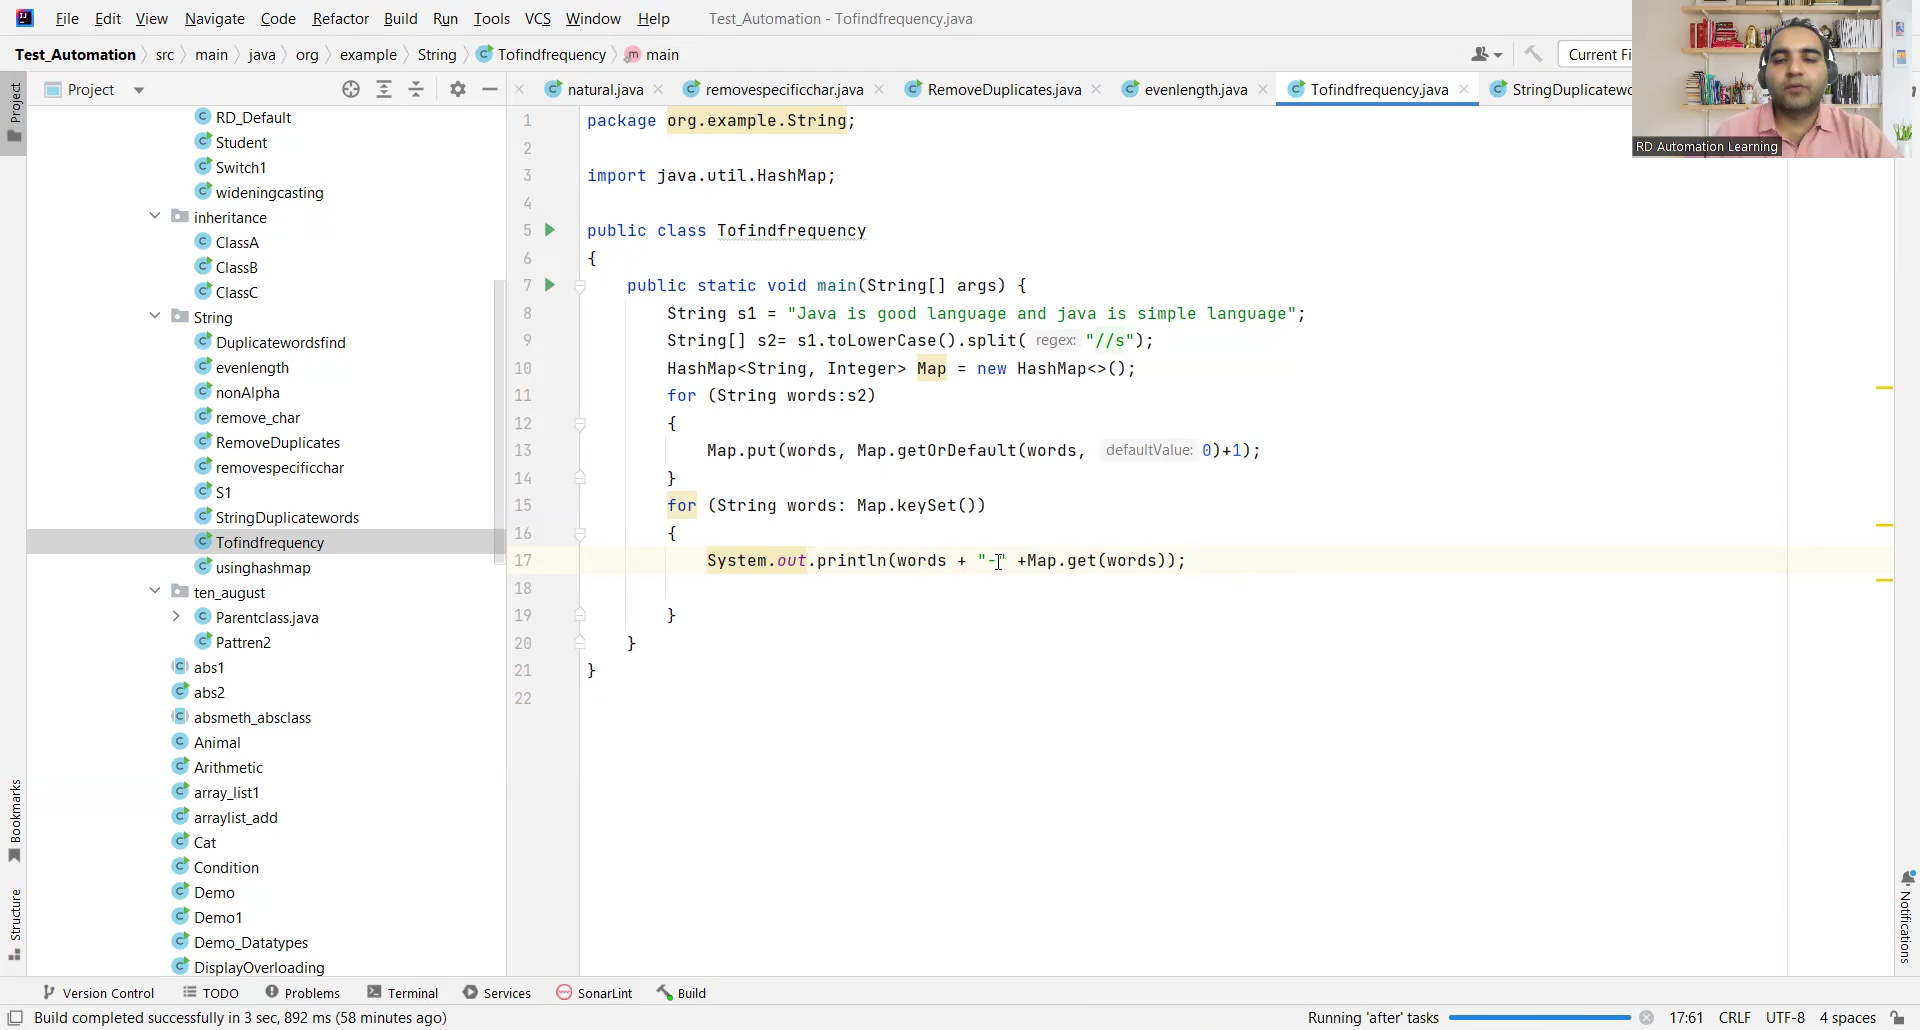 File Edit View Navigate Code Refactor Build Run Tools VCS Window Help Test_Automation - Tofindfrequency.java
Test_Automation src main java org example String Tofindfrequency main Current Fi
Project natural.java removespecificchar.java RemoveDuplicates.java evenlength.java Tofindfrequency.java StringDuplicatewo
RD Automation Learning
Project
RD_Default
Student
Switch1
wideningcasting
inheritance
ClassA
ClassB
ClassC
String
Duplicatewordsfind
evenlength
nonAlpha
remove_char
RemoveDuplicates
removespecificchar
S1
StringDuplicatewords
Tofindfrequency
usinghashmap
ten_august
Parentclass.java
Pattren2
abs1
abs2
absmeth_absclass
Animal
Arithmetic
array_list1
arraylist_add
Cat
Condition
Demo
Demo1
Demo_Datatypes
DisplayOverloading
1 package org.example.String;
2
3 import java.util.HashMap;
4
5 public class Tofindfrequency
6 {
7 public static void main(String[] args) {
8 String s1 = "Java is good language and java is simple language";
9 String[] s2= s1.toLowerCase().split( regex: "//s");
10 HashMap<String, Integer> Map = new HashMap<>();
11 for (String words:s2)
12 {
13 Map.put(words, Map.getOrDefault(words, defaultValue: 0)+1);
14 }
15 for (String words: Map.keySet())
16 {
17 System.out.println(words + "-" +Map.get(words));
18
19 }
20 }
21 }
22
Bookmarks
Structure
Notifications
Version Control TODO Problems Terminal Services SonarLint Build
Build completed successfully in 3 sec, 892 ms (58 minutes ago) Running 'after' tasks 17:61 CRLF UTF-8 4 spaces